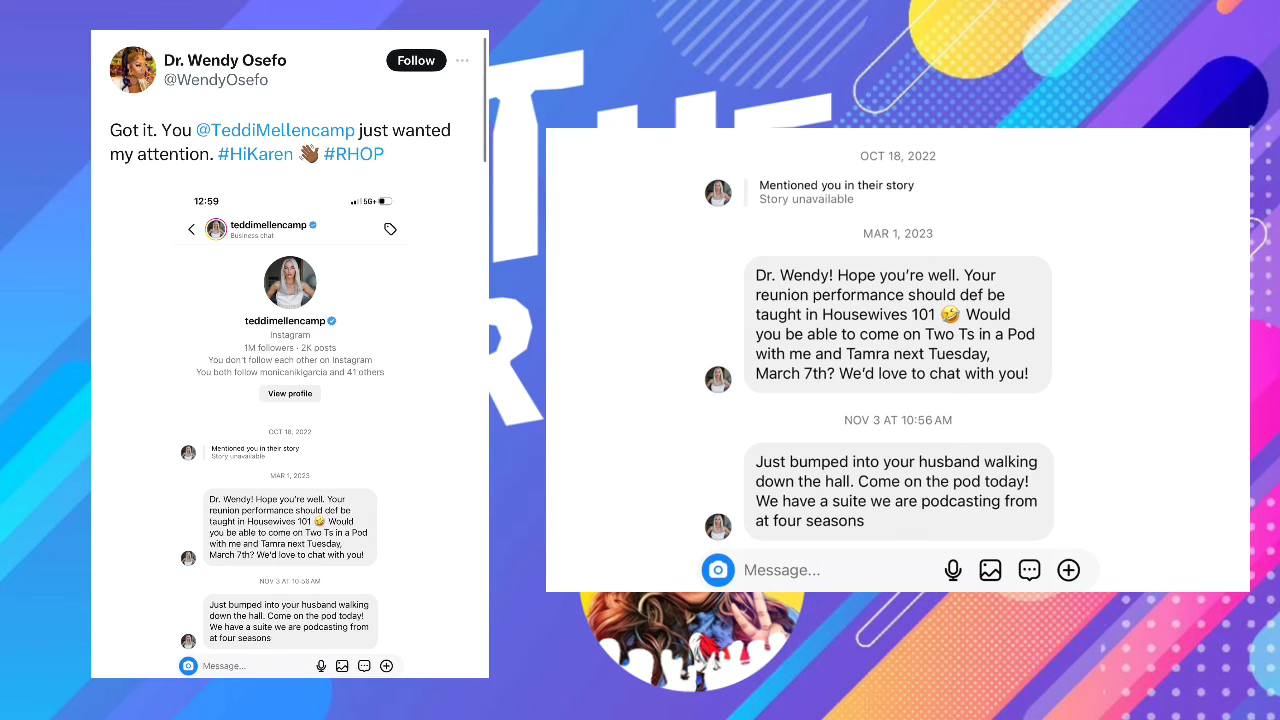 Dr. Wendy Osefo
@WendyOsefo
Follow
Got it. You @TeddiMellencamp just wanted
my attention. #HiKaren 👋🏾 #RHOP
12:59
5G+
teddimellencamp
Business chat
teddimellencamp
Instagram
1M followers · 2K posts
You don't follow each other on Instagram
You both follow monicanikigarcia and 41 others
View profile
OCT 18, 2022
Mentioned you in their story
Story unavailable
MAR 1, 2023
Dr. Wendy! Hope you're well. Your
reunion performance should def be
taught in Housewives 101 🤣 Would
you be able to come on Two Ts in a Pod
with me and Tamra next Tuesday,
March 7th? We'd love to chat with you!
NOV 3 AT 10:56 AM
Just bumped into your husband walking
down the hall. Come on the pod today!
We have a suite we are podcasting from
at four seasons
Message...
OCT 18, 2022
Mentioned you in their story
Story unavailable
MAR 1, 2023
Dr. Wendy! Hope you're well. Your
reunion performance should def be
taught in Housewives 101 🤣 Would
you be able to come on Two Ts in a Pod
with me and Tamra next Tuesday,
March 7th? We'd love to chat with you!
NOV 3 AT 10:56 AM
Just bumped into your husband walking
down the hall. Come on the pod today!
We have a suite we are podcasting from
at four seasons
Message...